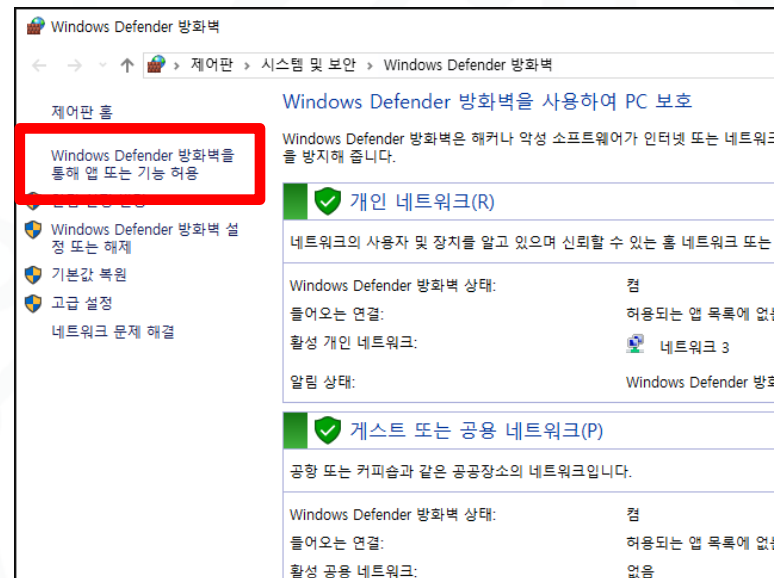 Windows Defender 방화벽
제어판 › 시스템 및 보안 › Windows Defender 방화벽
제어판 홈
Windows Defender 방화벽을
통해 앱 또는 기능 허용
Windows Defender 방화벽 설
정 또는 해제
기본값 복원
고급 설정
네트워크 문제 해결
Windows Defender 방화벽을 사용하여 PC 보호
Windows Defender 방화벽은 해커나 악성 소프트웨어가 인터넷 또는 네트워크
을 방지해 줍니다.
개인 네트워크(R)
네트워크의 사용자 및 장치를 알고 있으며 신뢰할 수 있는 홈 네트워크 또는
Windows Defender 방화벽 상태: 켬
들어오는 연결: 허용되는 앱 목록에 없
활성 개인 네트워크: 네트워크 3
알림 상태: Windows Defender 방화
게스트 또는 공용 네트워크(P)
공항 또는 커피숍과 같은 공공장소의 네트워크입니다.
Windows Defender 방화벽 상태: 켬
들어오는 연결: 허용되는 앱 목록에 없
활성 공용 네트워크: 없음